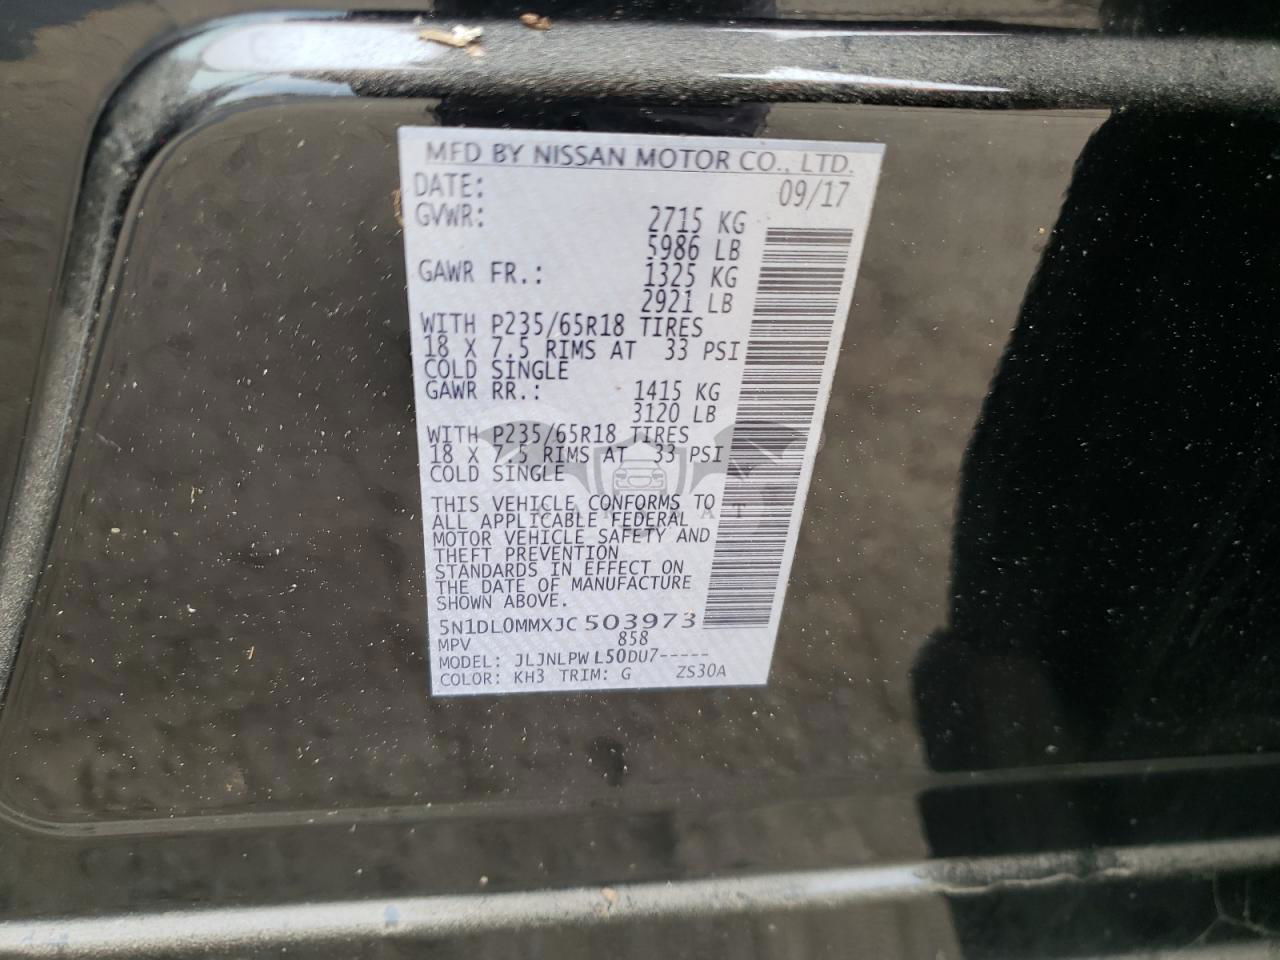 MFD BY NISSAN MOTOR CO., LTD.
DATE: 09/17
GVWR: 2715 KG
5986 LB
GAWR FR.: 1325 KG
2921 LB
WITH P235/65R18 TIRES
18 X 7.5 RIMS AT 33 PSI
COLD SINGLE
GAWR RR.: 1415 KG
3120 LB
WITH P235/65R18 TIRES
18 X 7.5 RIMS AT 33 PSI
COLD SINGLE
THIS VEHICLE CONFORMS TO
ALL APPLICABLE FEDERAL
MOTOR VEHICLE SAFETY AND
THEFT PREVENTION
STANDARDS IN EFFECT ON
THE DATE OF MANUFACTURE
SHOWN ABOVE.
5N1DL0MMXJC503973
MPV 858
MODEL: JLJNLPWL50DU7-----
COLOR: KH3 TRIM: G ZS30A